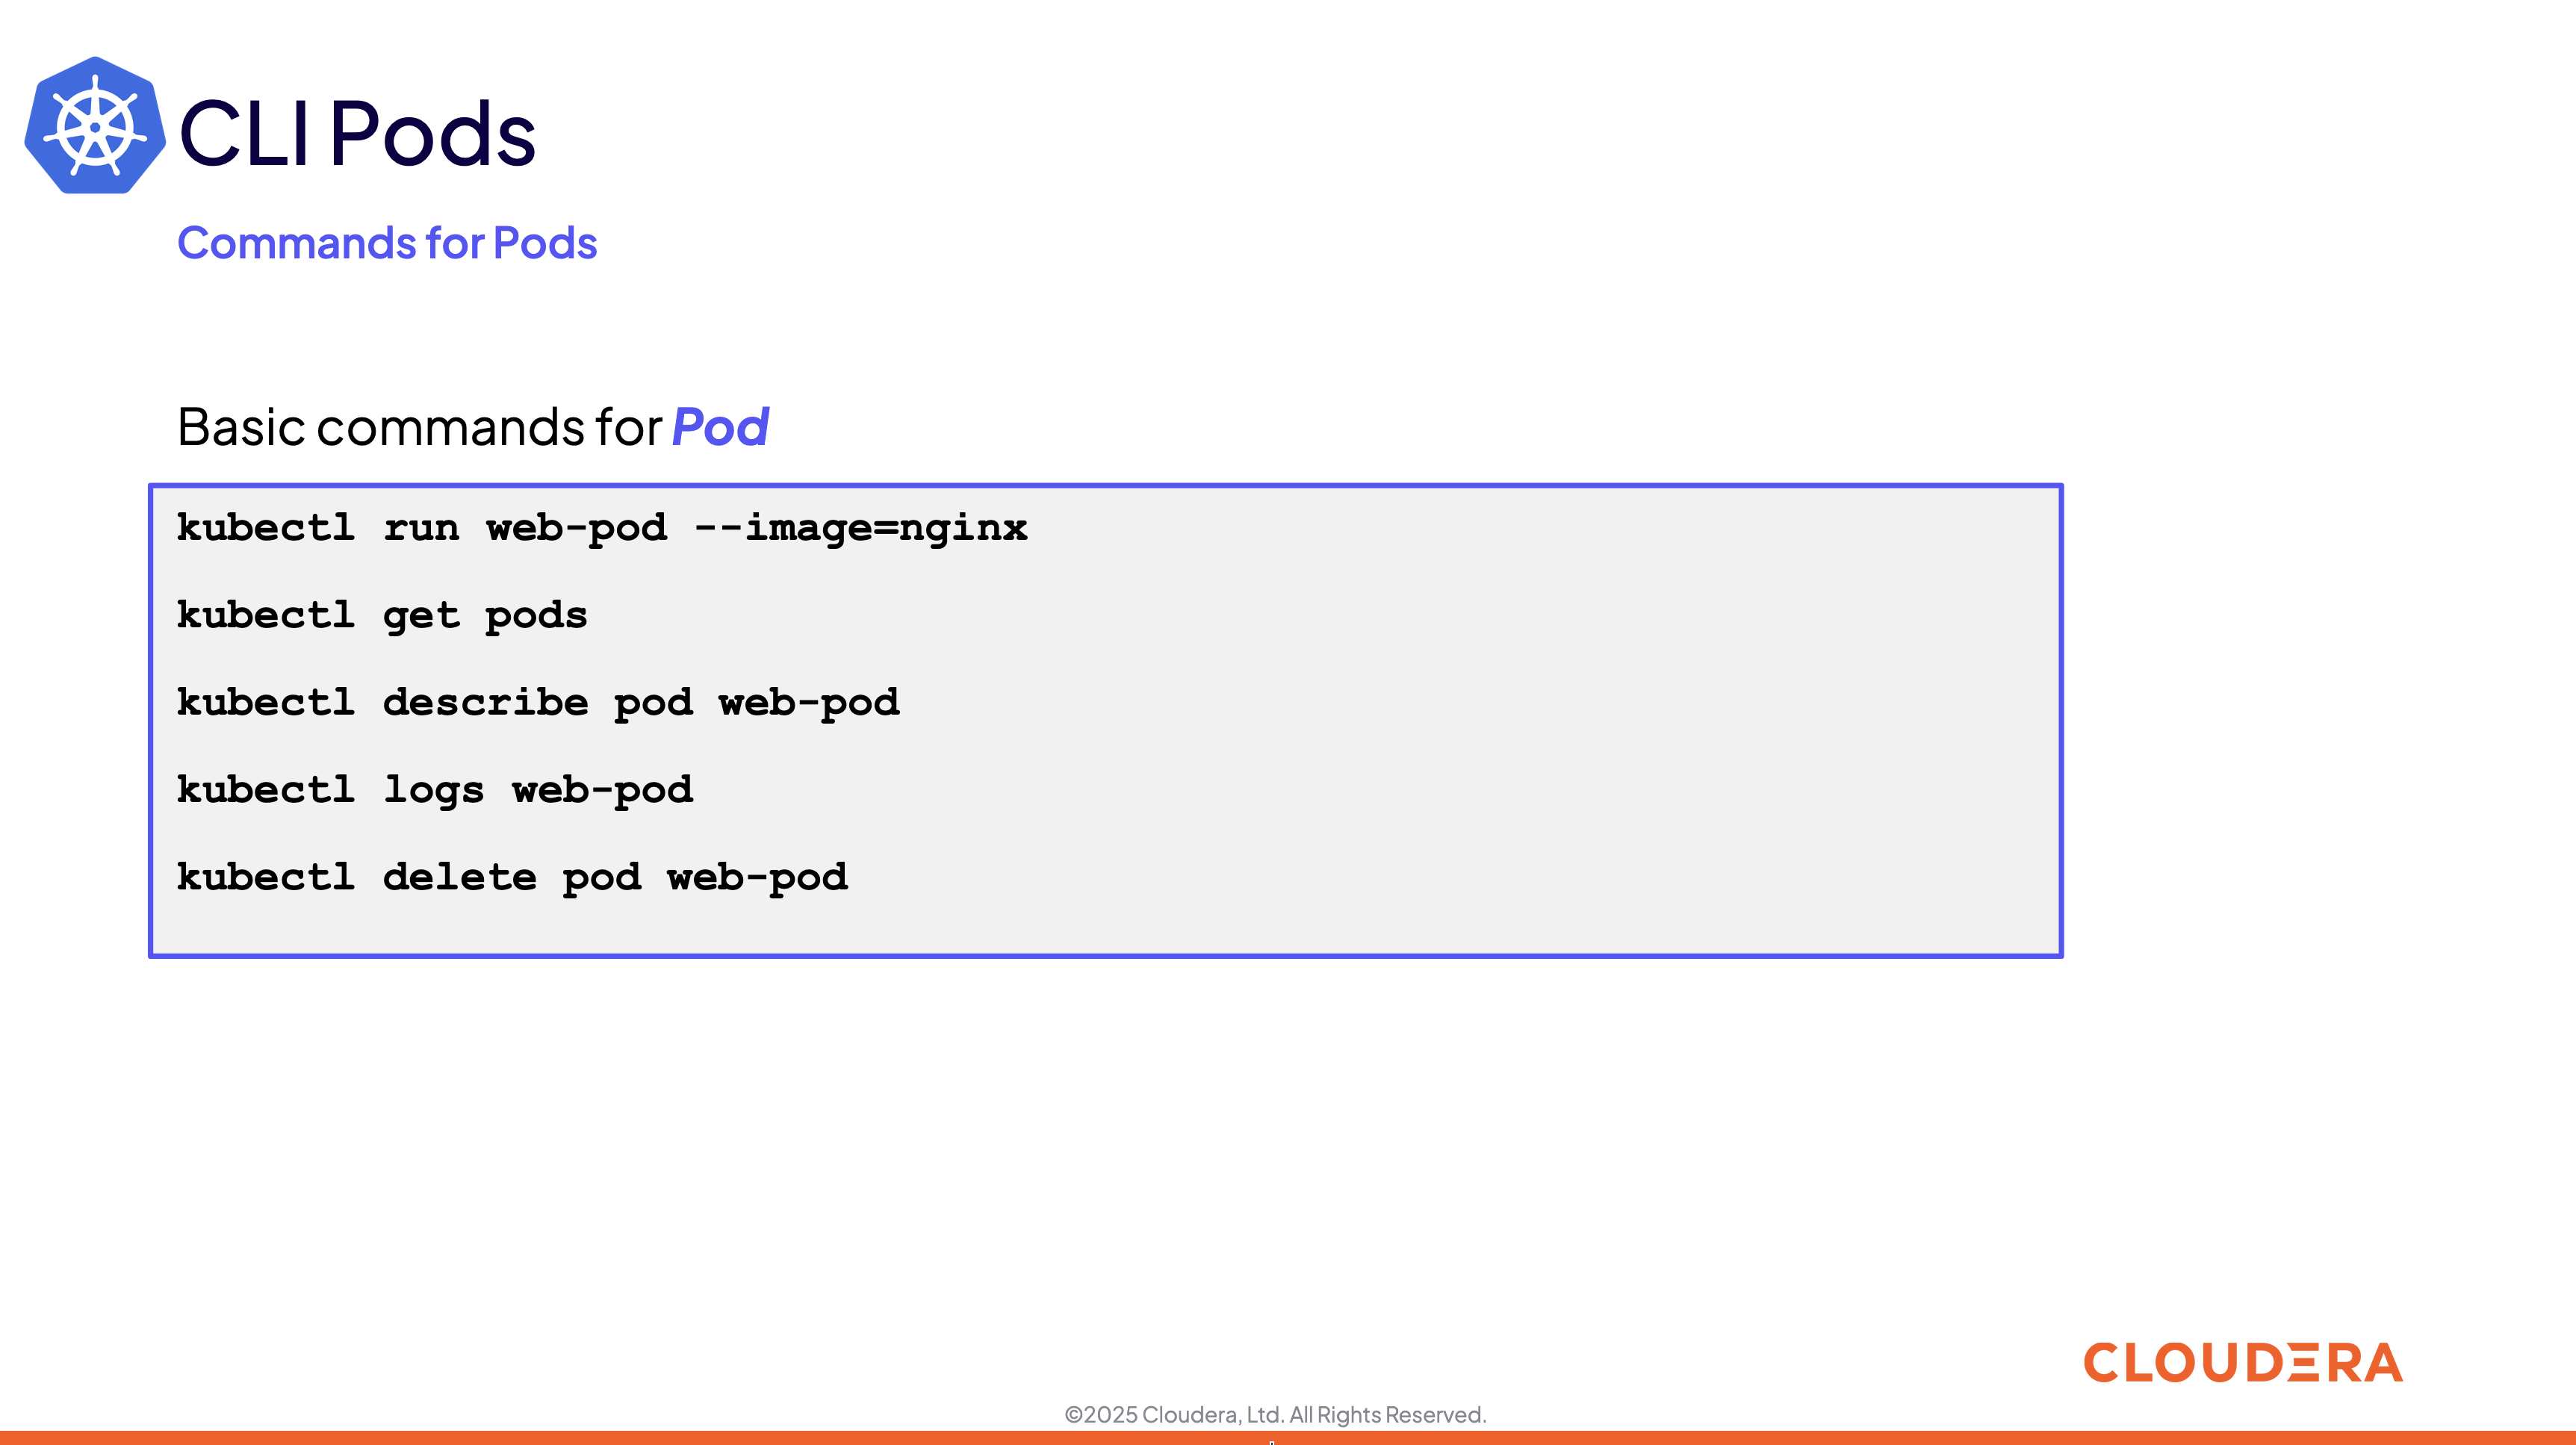 CLI Pods
Commands for Pods
Basic commands for Pod
kubectl run web-pod --image=nginx
kubectl get pods
kubectl describe pod web-pod
kubectl logs web-pod
kubectl delete pod web-pod
CLOUDERA
©2025 Cloudera, Ltd. All Rights Reserved.